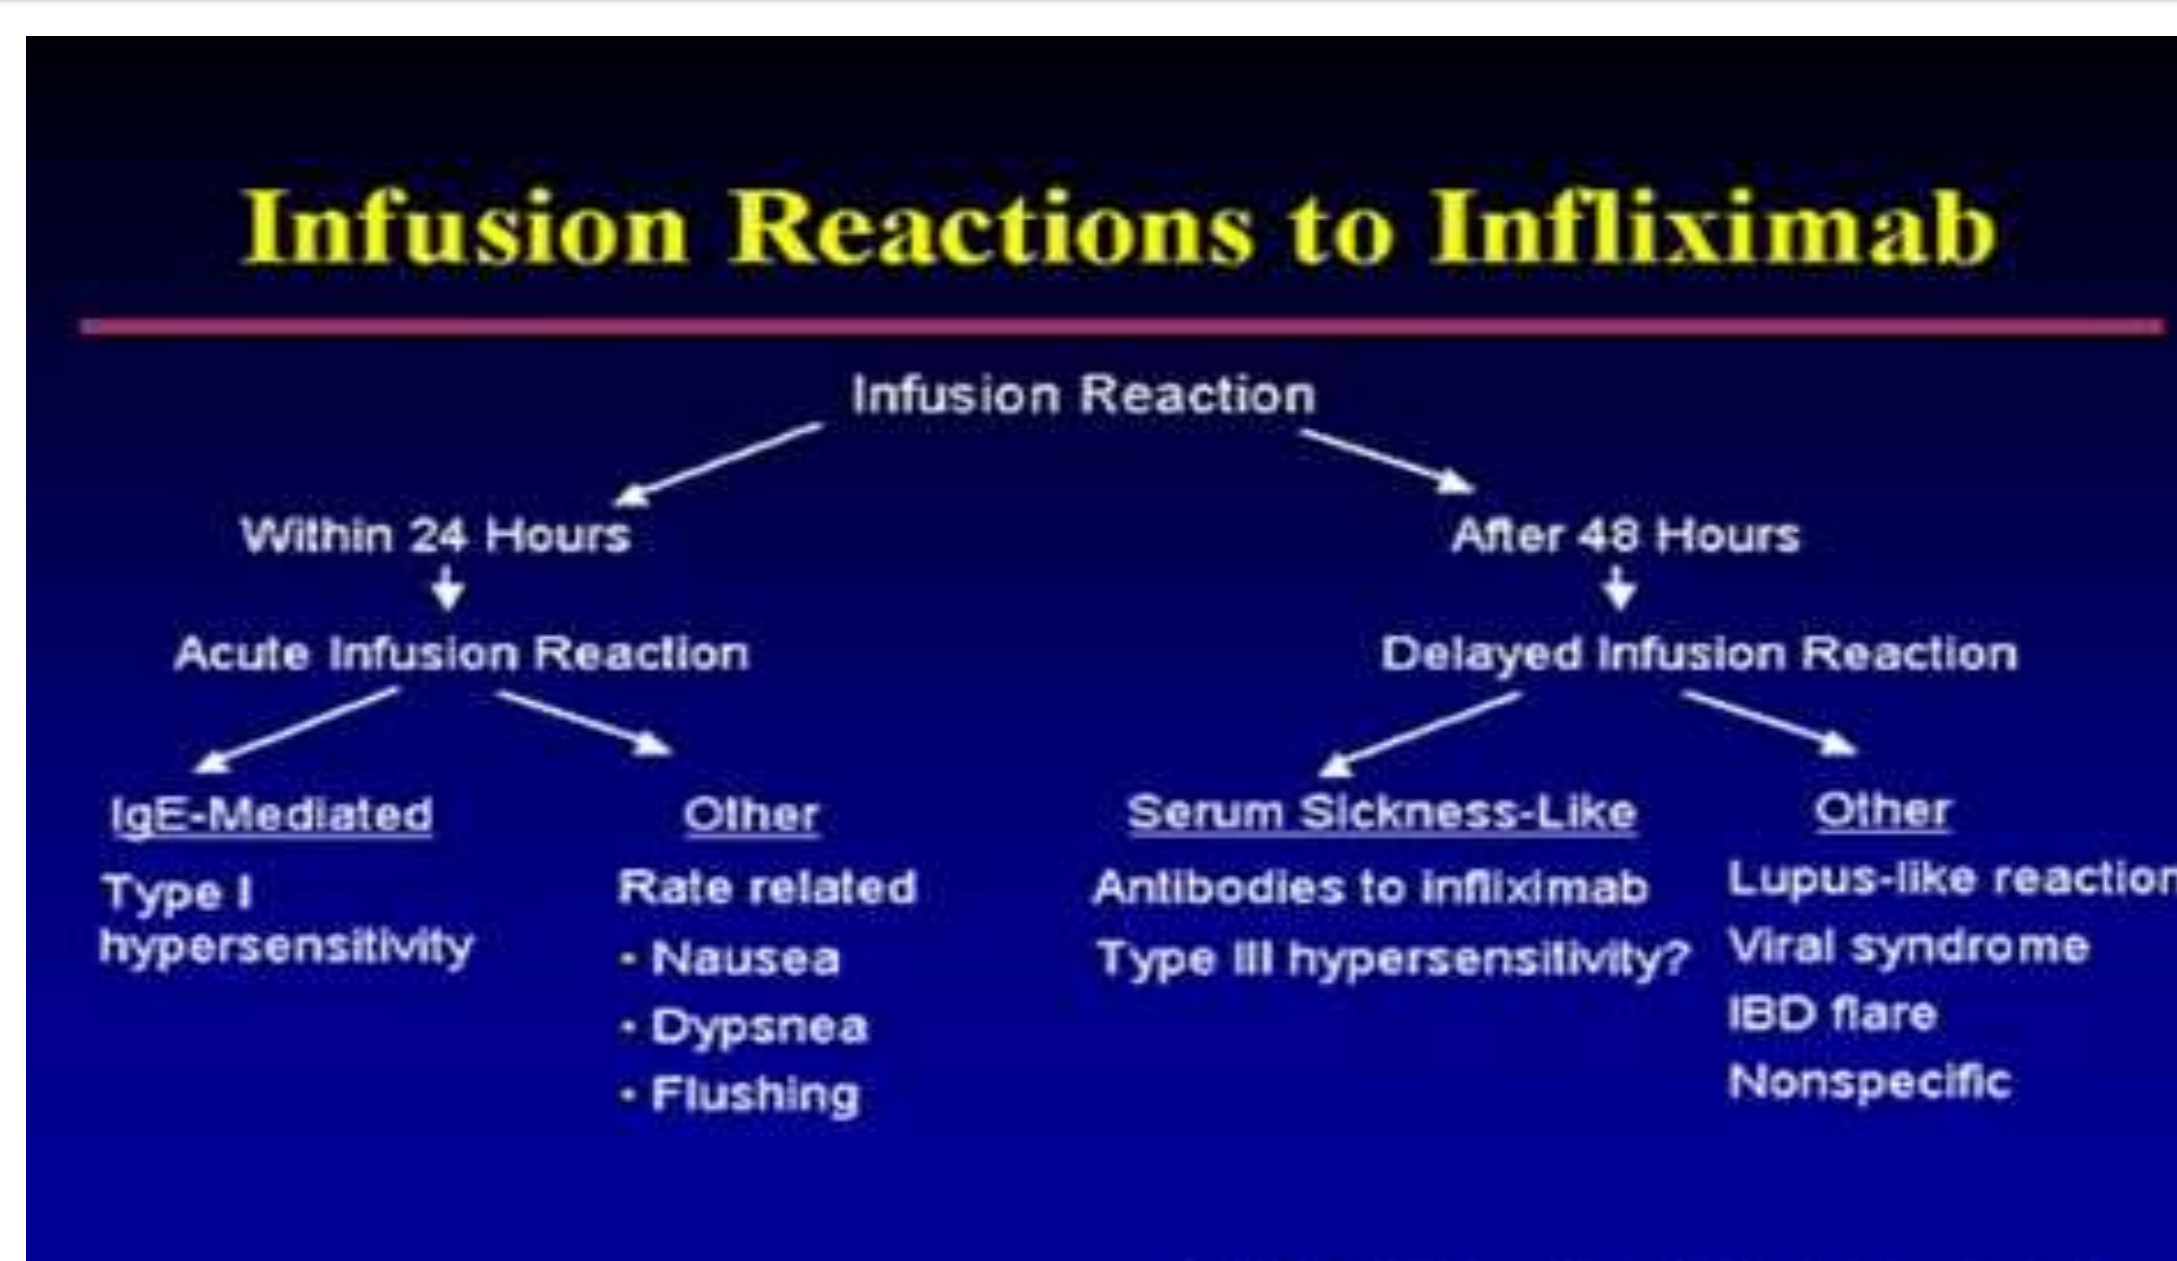 Infusion Reactions to Infliximab
Infusion Reaction
Within 24 Hours
After 48 Hours
Acute Infusion Reaction
Delayed Infusion Reaction
IgE-Mediated
Type I
hypersensitivity
Other
Rate related
- Nausea
- Dypsnea
- Flushing
Serum Sickness-Like
Antibodies to infliximab
Type III hypersensitivity?
Other
Lupus-like reaction
Viral syndrome
IBD flare
Nonspecific